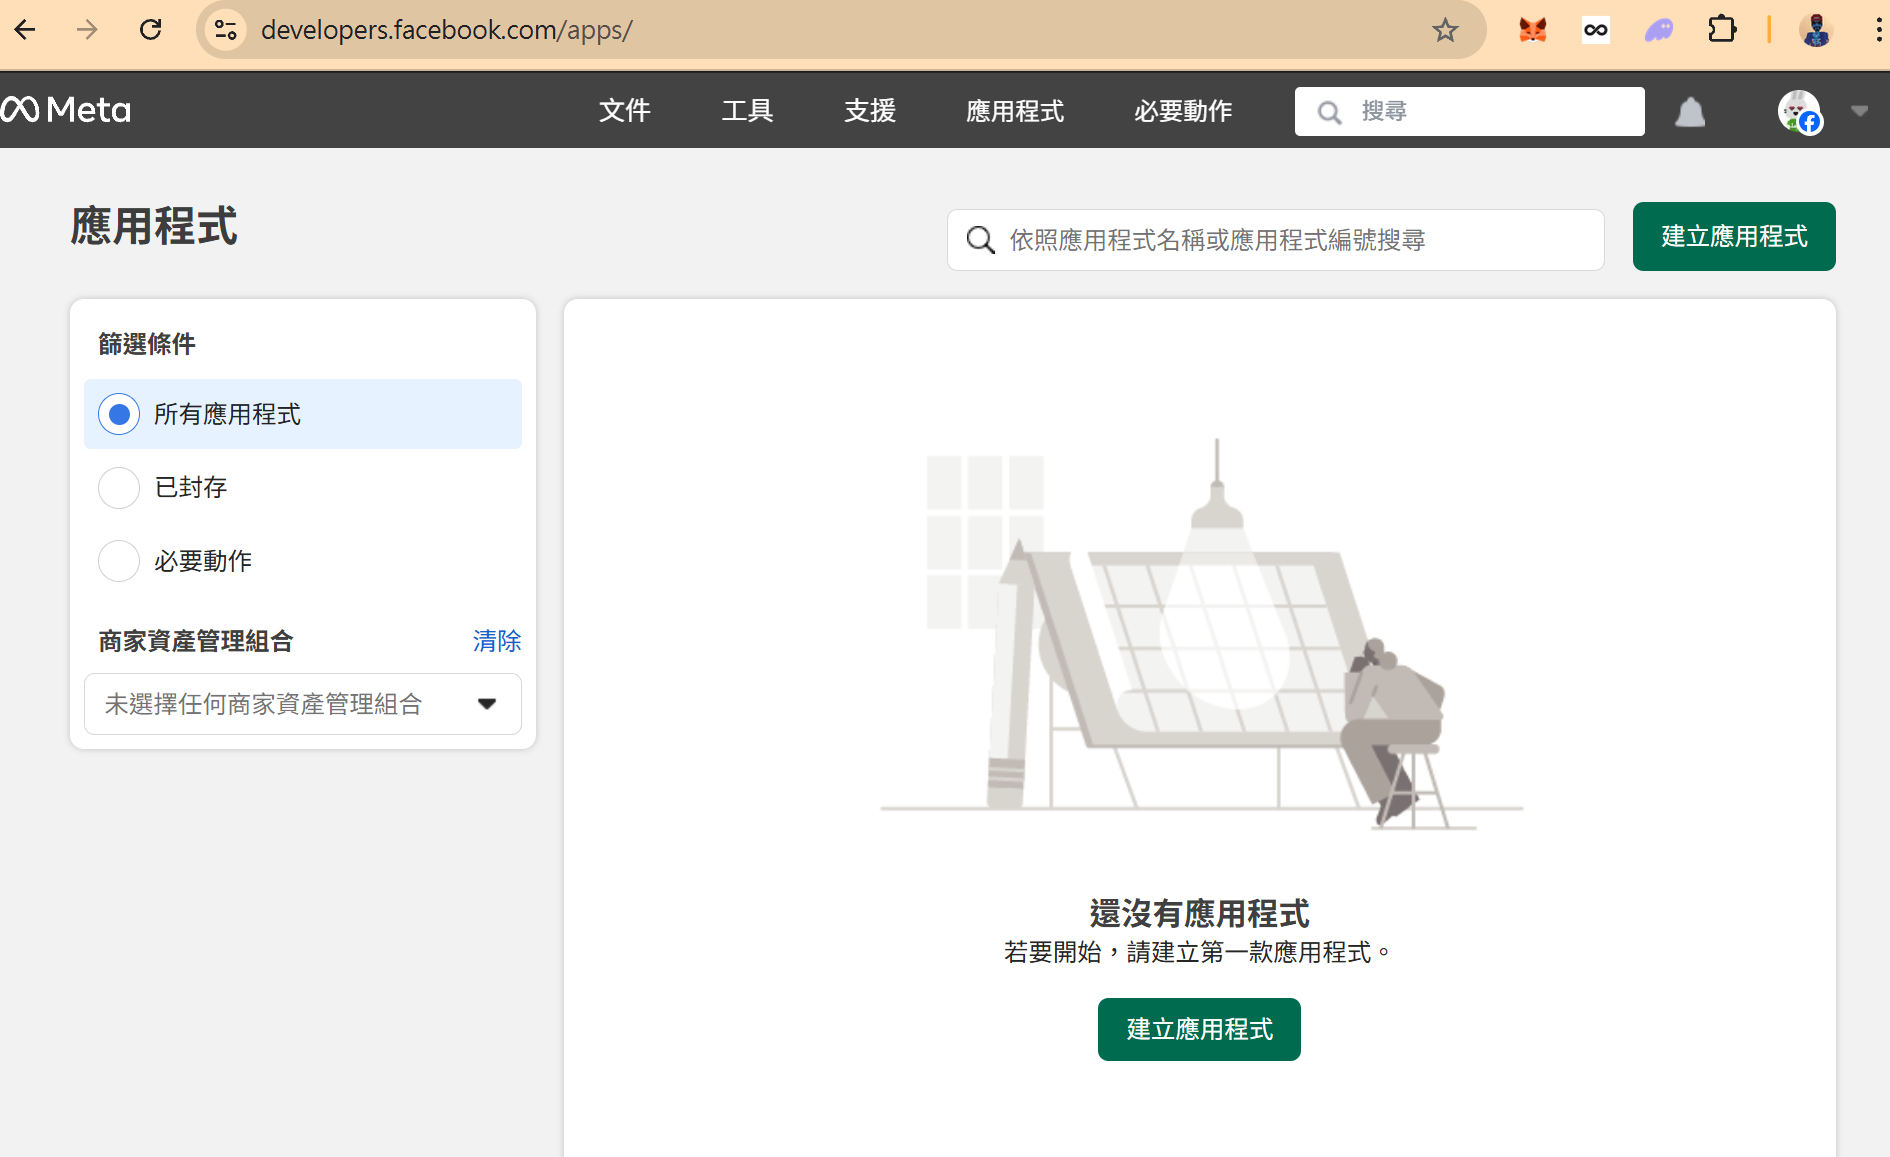 developers.facebook.com/apps/
Meta
文件
工具
支援
應用程式
必要動作
搜尋
應用程式
依照應用程式名稱或應用程式編號搜尋
建立應用程式
篩選條件
所有應用程式
已封存
必要動作
商家資產管理組合
清除
未選擇任何商家資產管理組合
還沒有應用程式
若要開始，請建立第一款應用程式。
建立應用程式